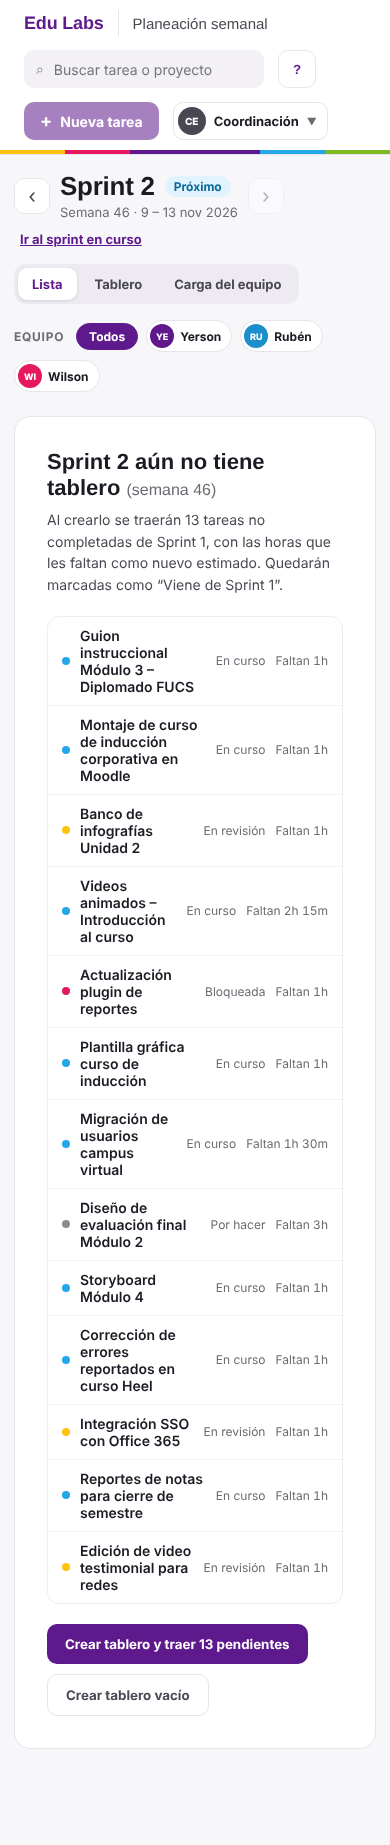 Edu Labs
Planeación semanal
Buscar tarea o proyecto
?
+ Nueva tarea
CE Coordinación ▼
‹
Sprint 2 Próximo
Semana 46 · 9 – 13 nov 2026
›
Ir al sprint en curso
Lista
Tablero
Carga del equipo
EQUIPO
Todos
YE Yerson
RU Rubén
WI Wilson
Sprint 2 aún no tiene
tablero (semana 46)
Al crearlo se traerán 13 tareas no
completadas de Sprint 1, con las horas que
les faltan como nuevo estimado. Quedarán
marcadas como “Viene de Sprint 1”.
Guion
instruccional
Módulo 3 –
Diplomado FUCS
En curso Faltan 1h
Montaje de curso
de inducción
corporativa en
Moodle
En curso Faltan 1h
Banco de
infografías
Unidad 2
En revisión Faltan 1h
Videos
animados –
Introducción
al curso
En curso Faltan 2h 15m
Actualización
plugin de
reportes
Bloqueada Faltan 1h
Plantilla gráfica
curso de
inducción
En curso Faltan 1h
Migración de
usuarios
campus
virtual
En curso Faltan 1h 30m
Diseño de
evaluación final
Módulo 2
Por hacer Faltan 3h
Storyboard
Módulo 4
En curso Faltan 1h
Corrección de
errores
reportados en
curso Heel
En curso Faltan 1h
Integración SSO
con Office 365
En revisión Faltan 1h
Reportes de notas
para cierre de
semestre
En curso Faltan 1h
Edición de video
testimonial para
redes
En revisión Faltan 1h
Crear tablero y traer 13 pendientes
Crear tablero vacío